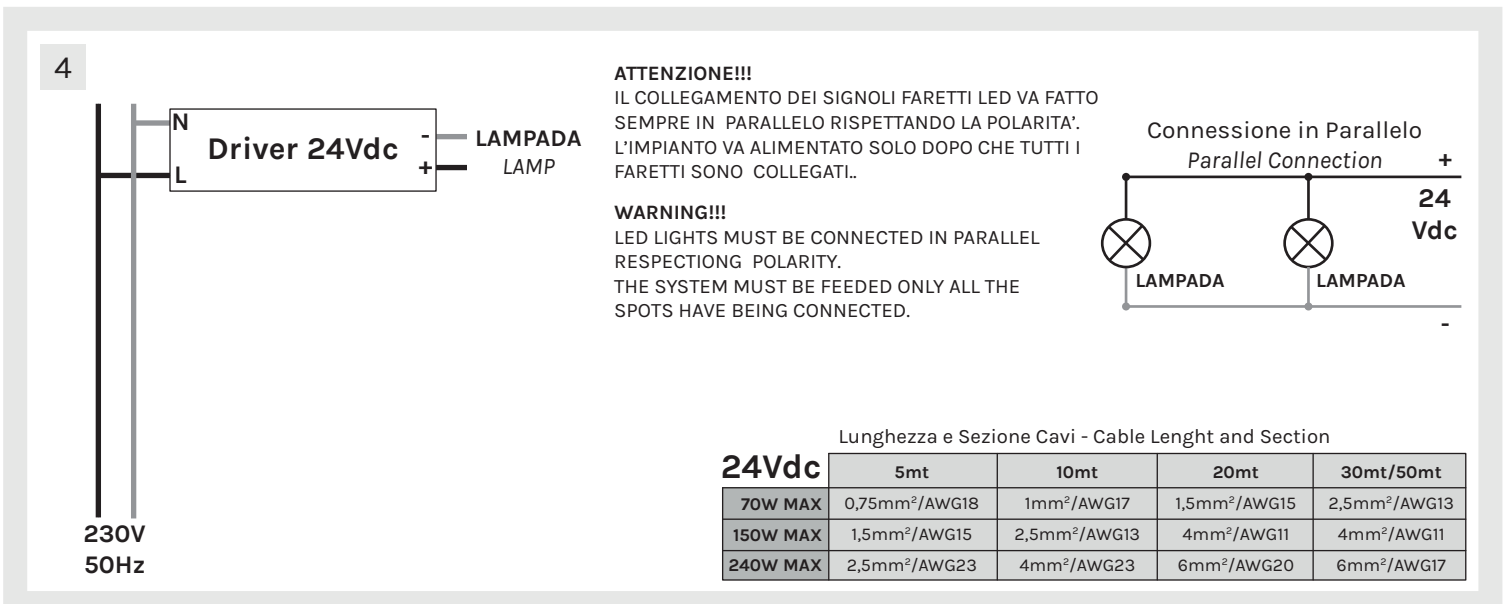 4
N
L
Driver 24Vdc
-
+
LAMPADA
LAMP
230V
50Hz
ATTENZIONE!!!
IL COLLEGAMENTO DEI SIGNOLI FARETTI LED VA FATTO
SEMPRE IN PARALLELO RISPETTANDO LA POLARITA'.
L'IMPIANTO VA ALIMENTATO SOLO DOPO CHE TUTTI I
FARETTI SONO COLLEGATI..
WARNING!!!
LED LIGHTS MUST BE CONNECTED IN PARALLEL
RESPECTIONG POLARITY.
THE SYSTEM MUST BE FEEDED ONLY ALL THE
SPOTS HAVE BEING CONNECTED.
Connessione in Parallelo
Parallel Connection
+
24
Vdc
LAMPADA
LAMPADA
-
Lunghezza e Sezione Cavi - Cable Lenght and Section
24Vdc 5mt 10mt 20mt 30mt/50mt
70W MAX 0,75mm²/AWG18 1mm²/AWG17 1,5mm²/AWG15 2,5mm²/AWG13
150W MAX 1,5mm²/AWG15 2,5mm²/AWG13 4mm²/AWG11 4mm²/AWG11
240W MAX 2,5mm²/AWG23 4mm²/AWG23 6mm²/AWG20 6mm²/AWG17